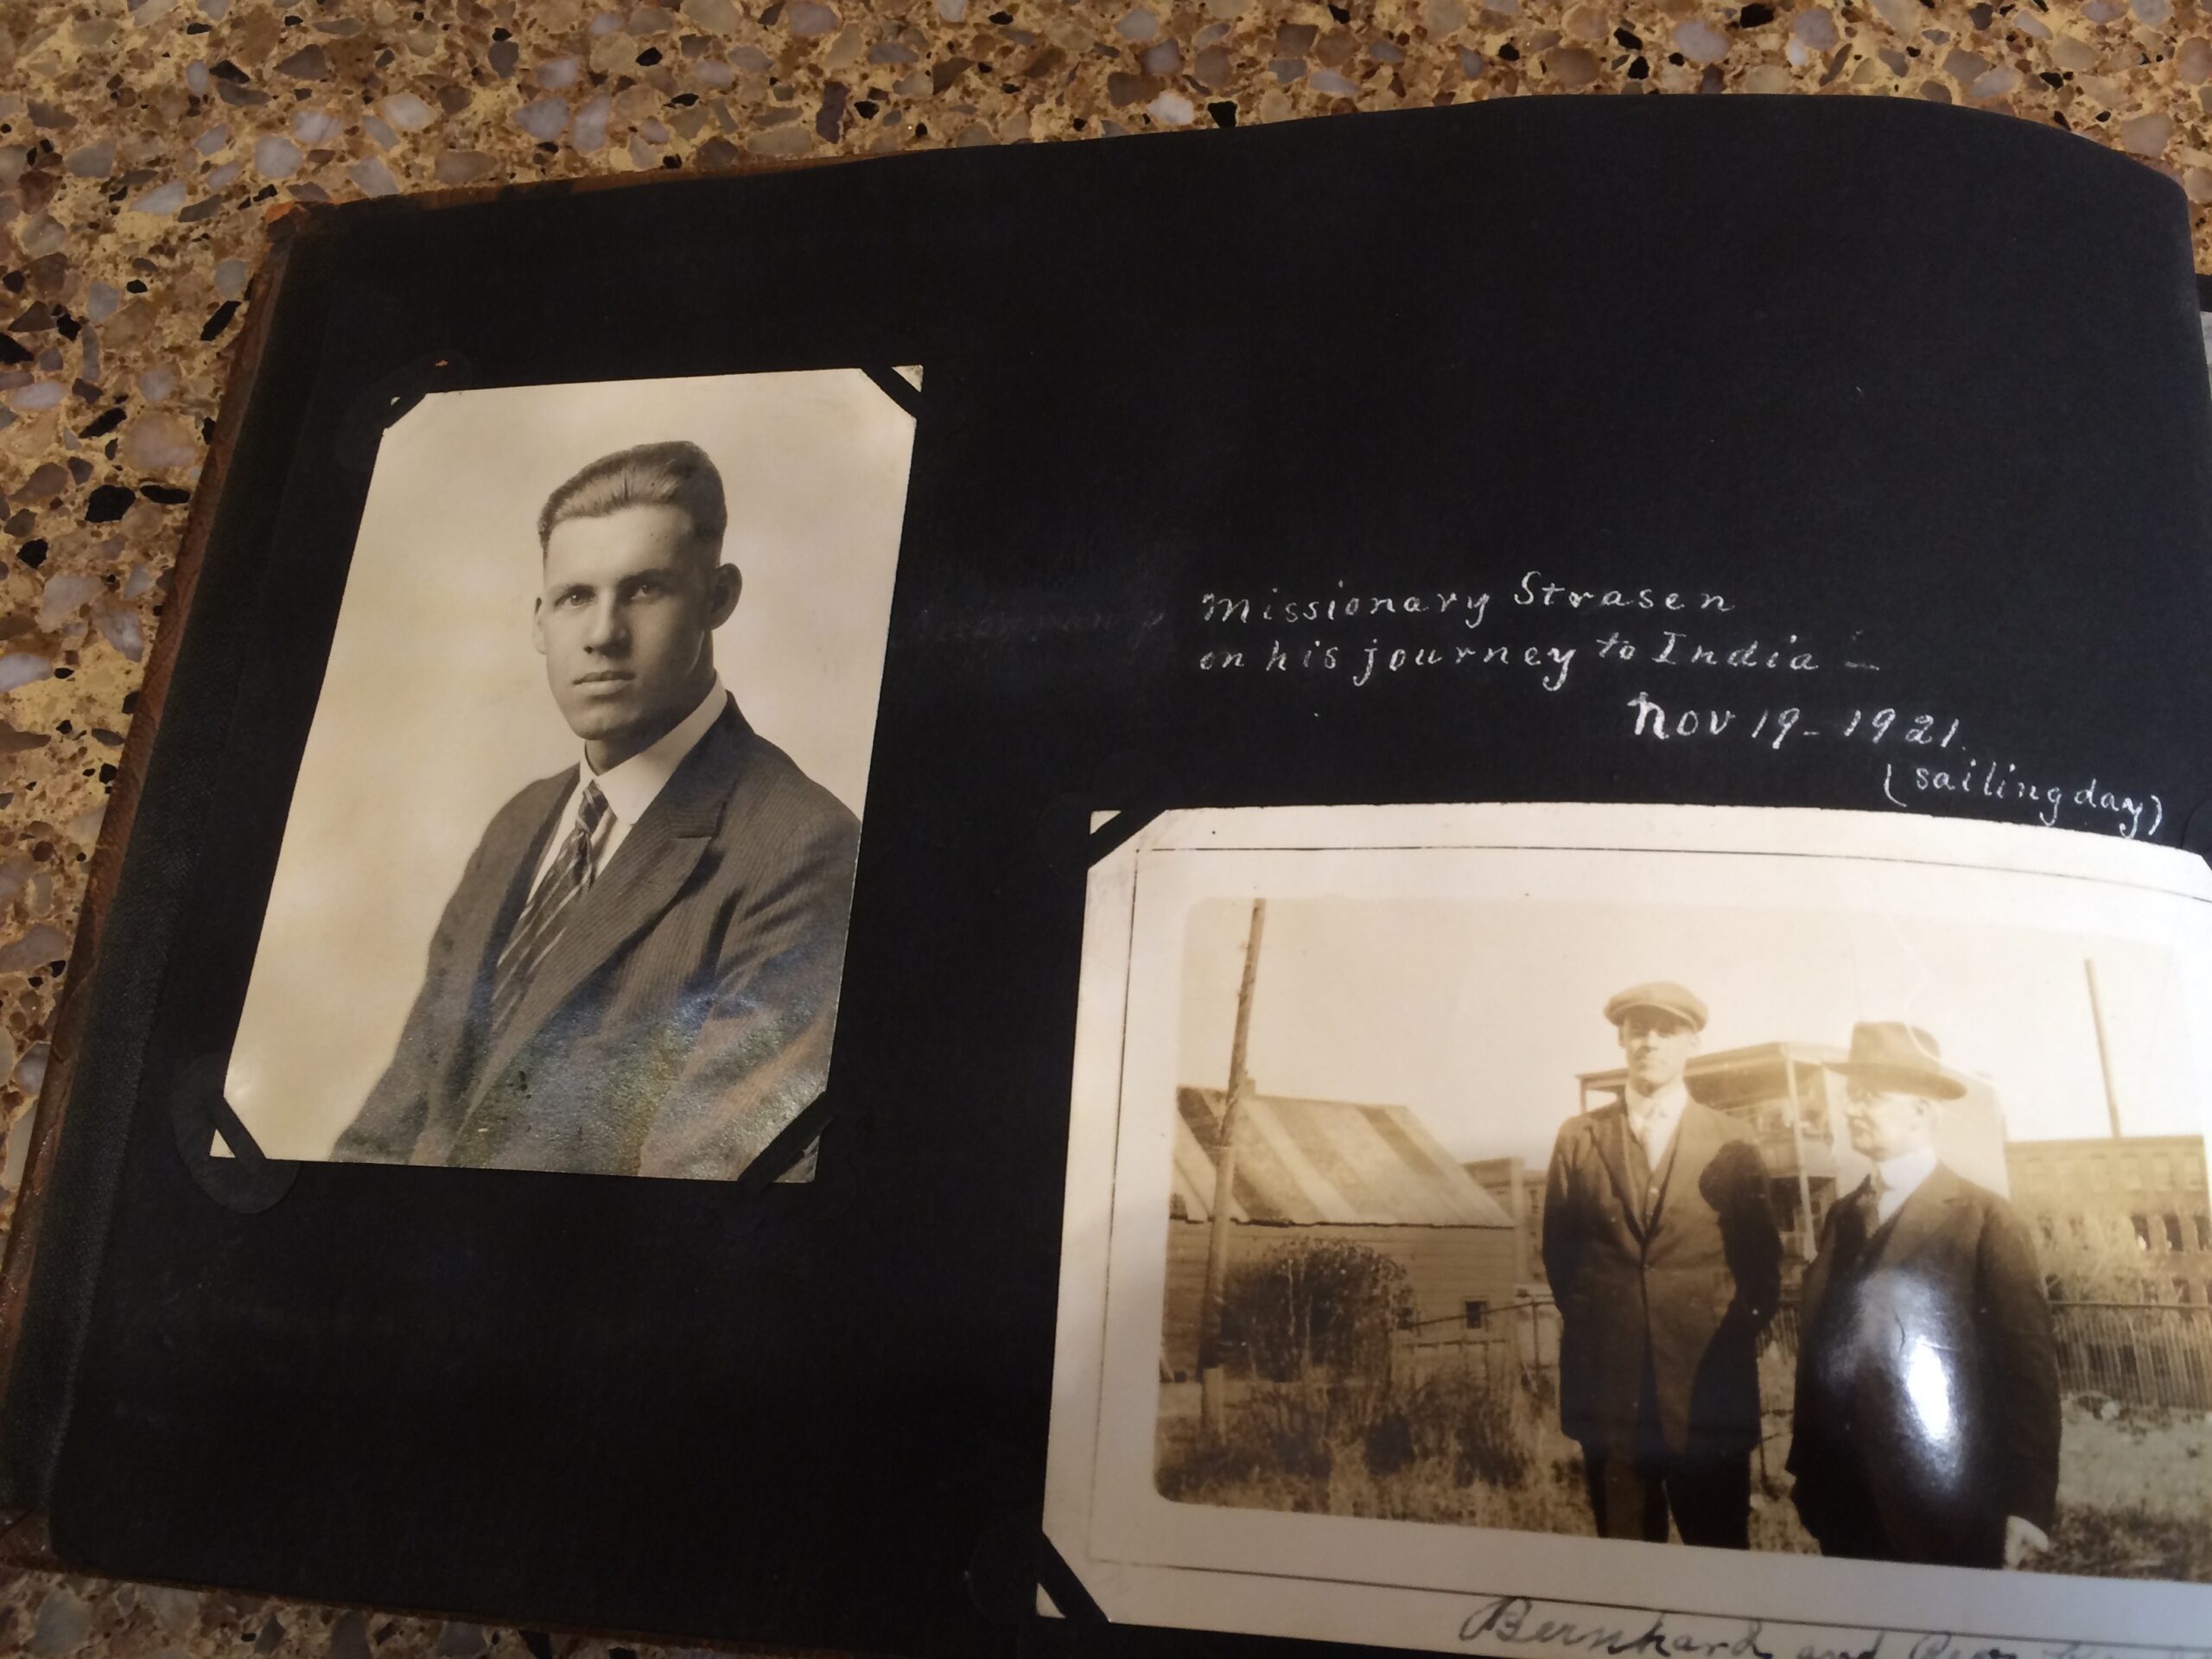 Missionary Strasen
on his journey to India –
Nov 19 – 1921.
(sailing day)
Bernhard and